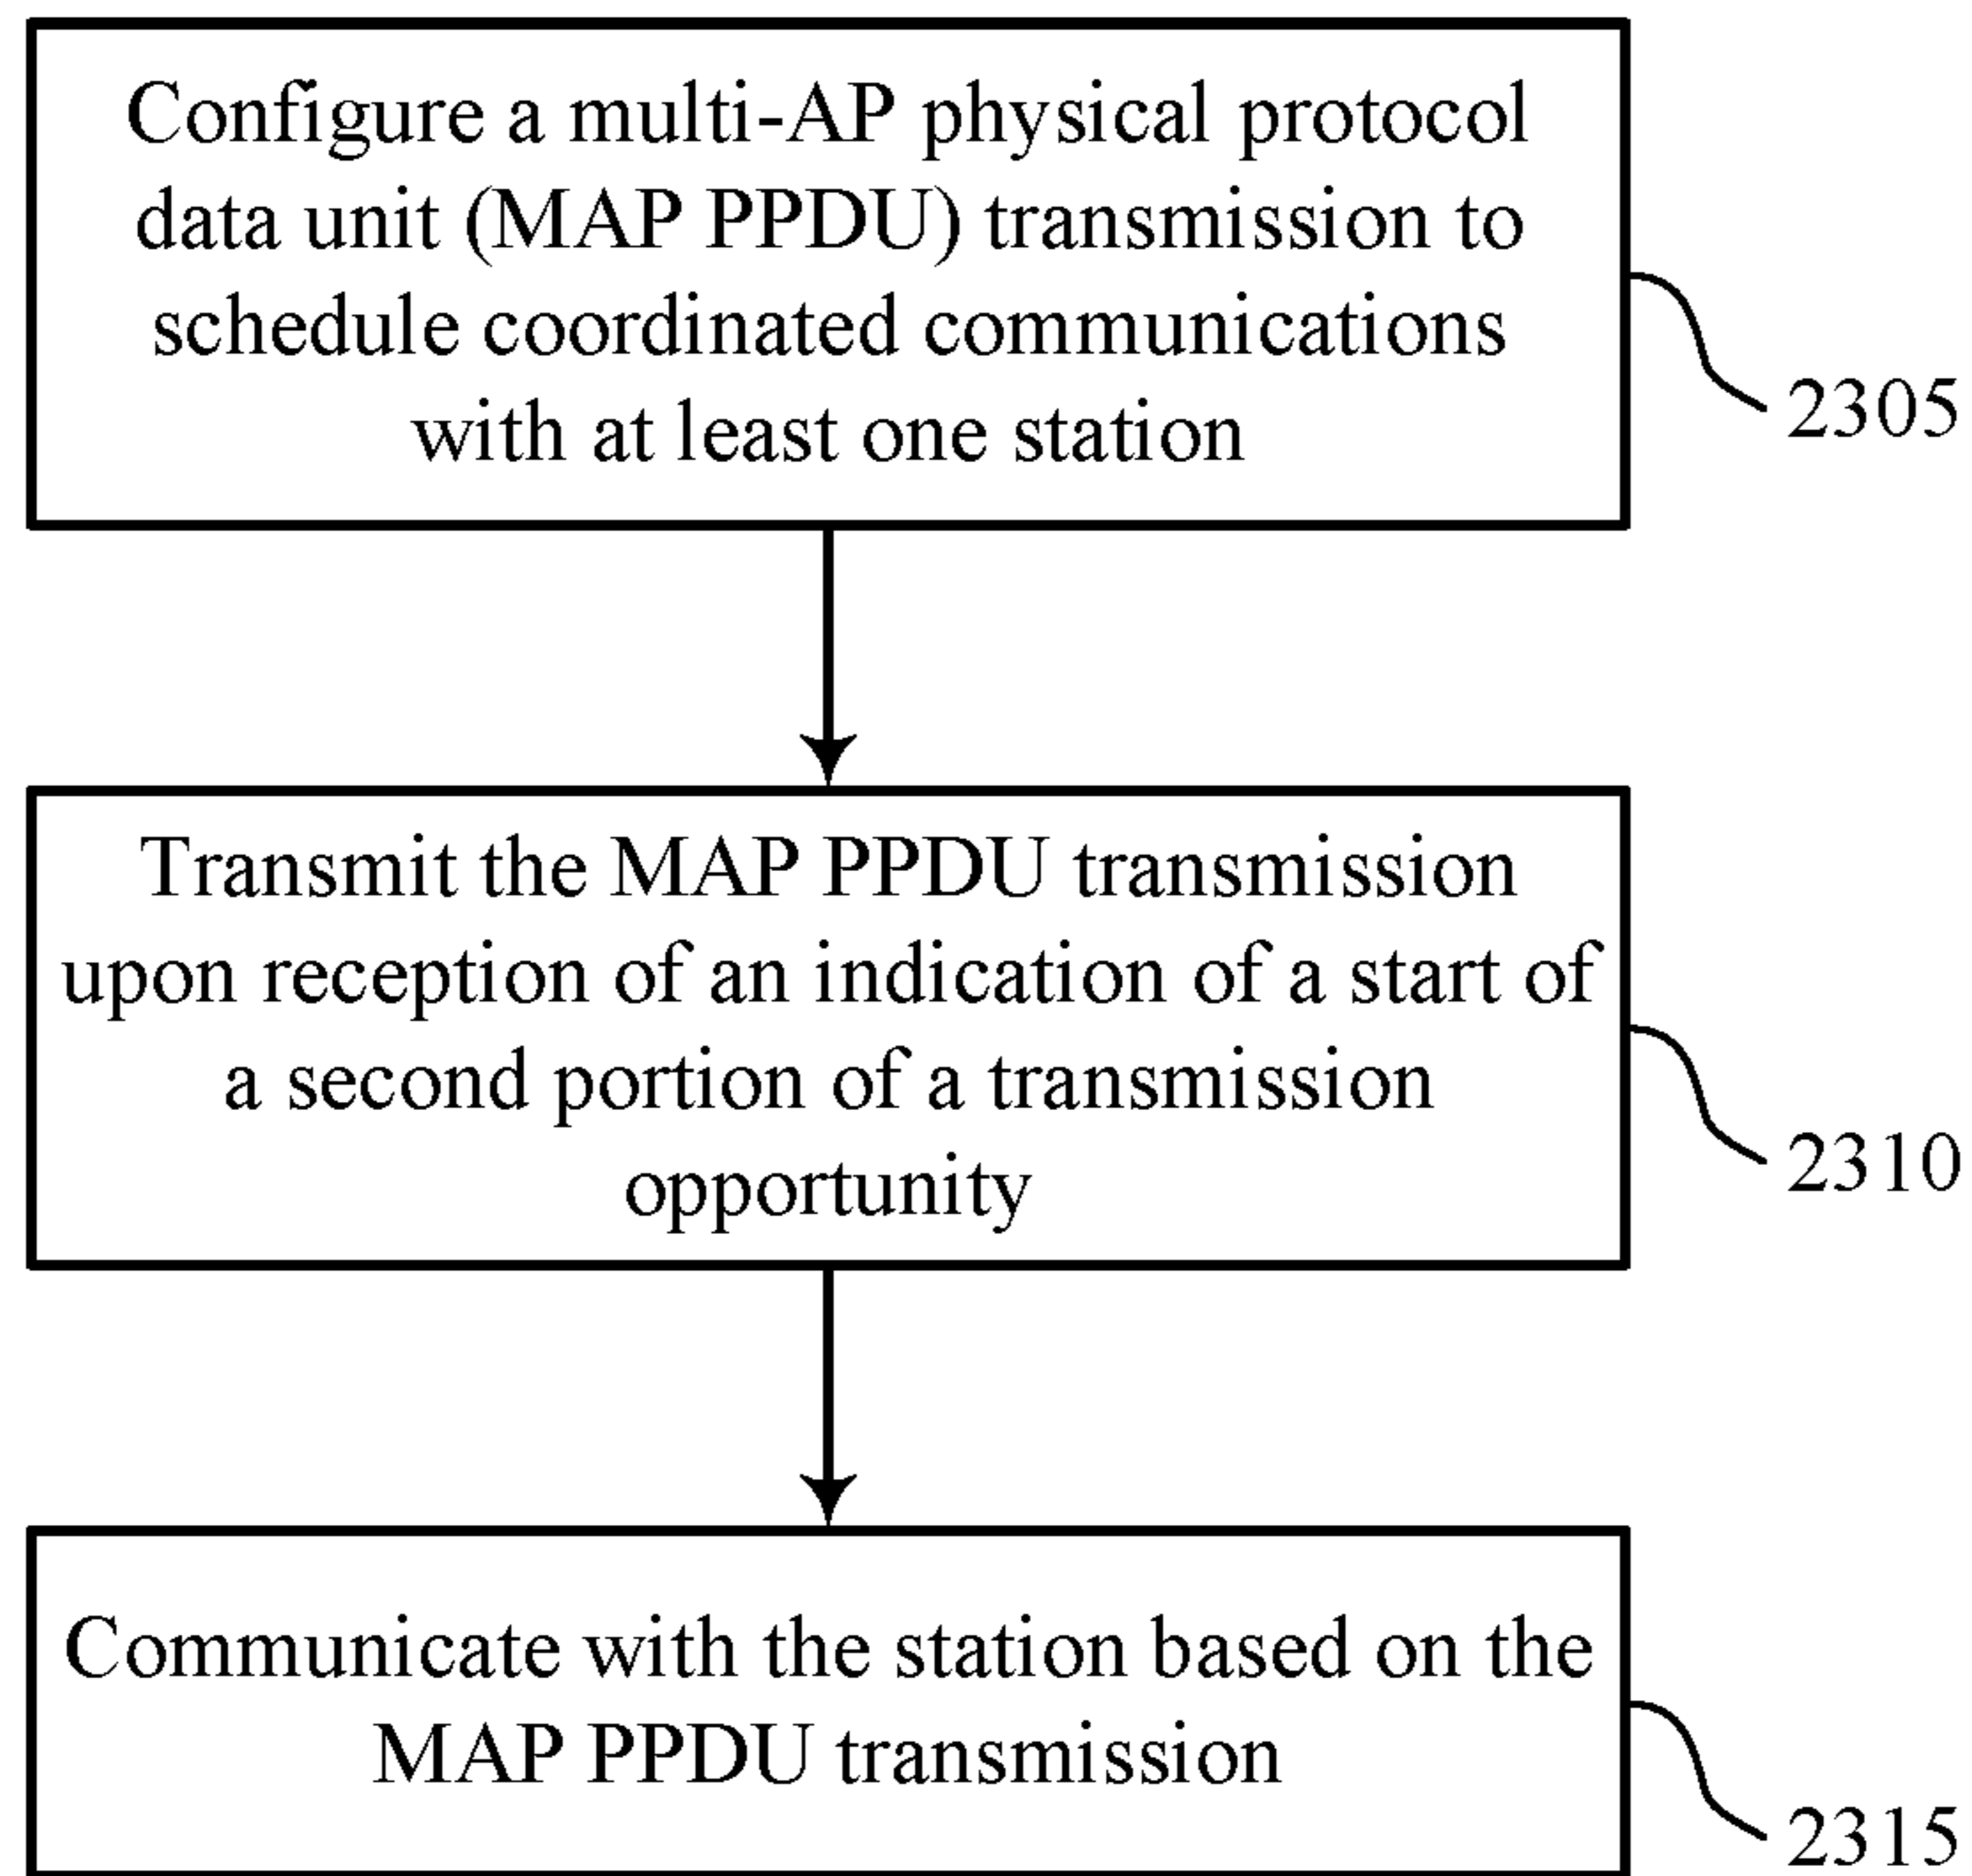 Configure a multi-AP physical protocol
data unit (MAP PPDU) transmission to
schedule coordinated communications
with at least one station
2305
Transmit the MAP PPDU transmission
upon reception of an indication of a start of
a second portion of a transmission
opportunity
2310
Communicate with the station based on the
MAP PPDU transmission
2315